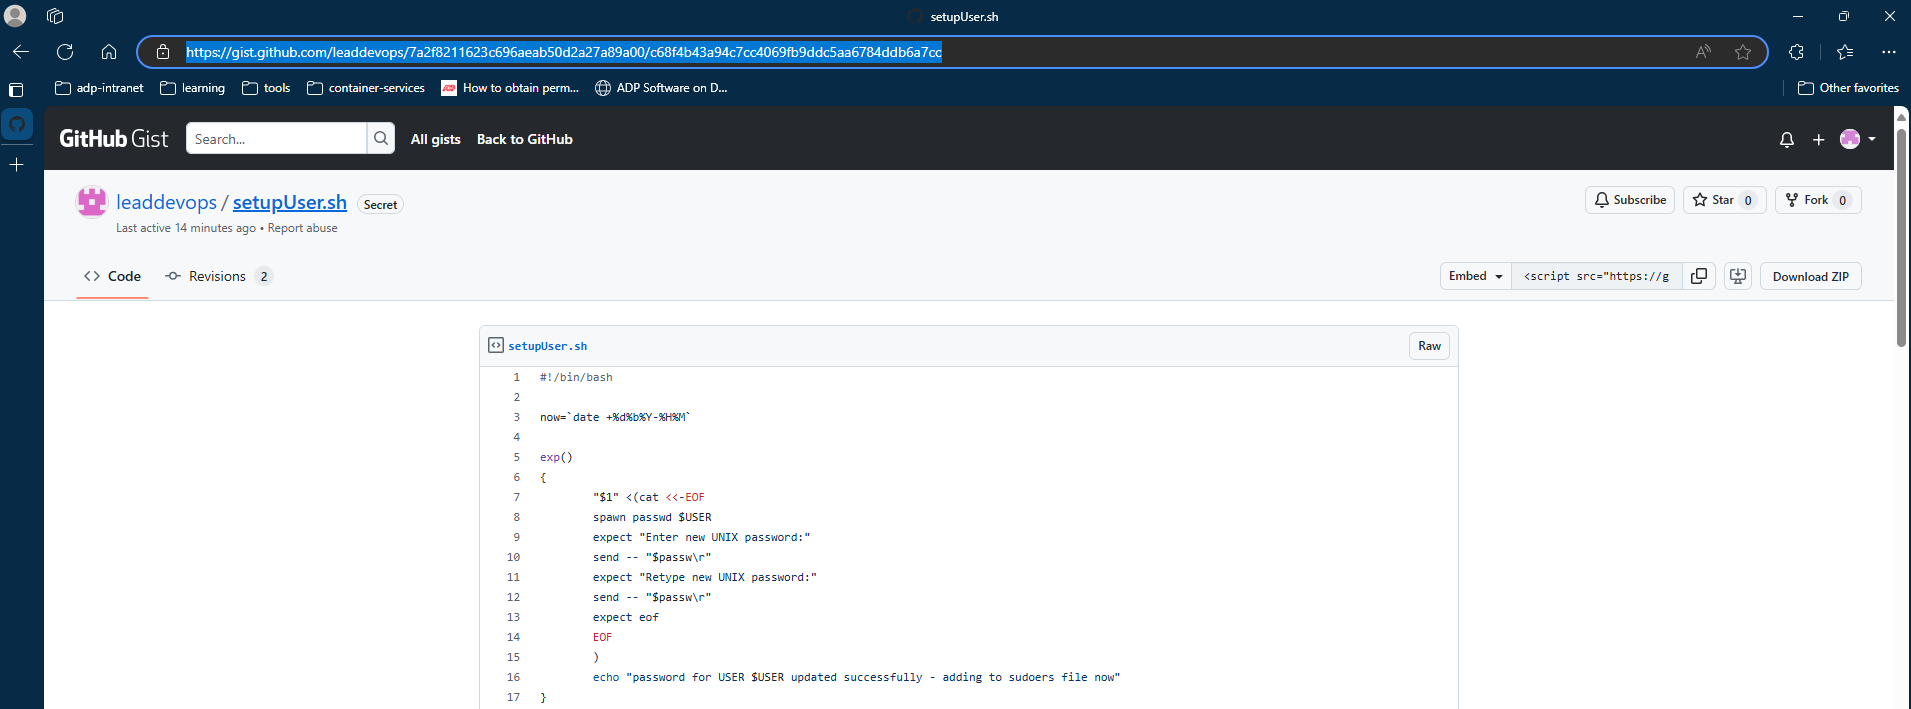 setupUser.sh
https://gist.github.com/leaddevops/7a2f8211623c696aeab50d2a27a89a00/c68f4b43a94c7cc4069fb9ddc5aa6784ddb6a7cc
adp-intranet learning tools container-services How to obtain perm... ADP Software on D... Other favorites
GitHub Gist Search... All gists Back to GitHub
leaddevops / setupUser.sh Secret Subscribe Star 0 Fork 0
Last active 14 minutes ago • Report abuse
<> Code Revisions 2 Embed <script src="https://g Download ZIP
setupUser.sh Raw
1 #!/bin/bash
2
3 now=`date +%d%b%Y-%H%M`
4
5 exp()
6 {
7 "$1" <(cat <<-EOF
8 spawn passwd $USER
9 expect "Enter new UNIX password:"
10 send -- "$passw\r"
11 expect "Retype new UNIX password:"
12 send -- "$passw\r"
13 expect eof
14 EOF
15 )
16 echo "password for USER $USER updated successfully - adding to sudoers file now"
17 }